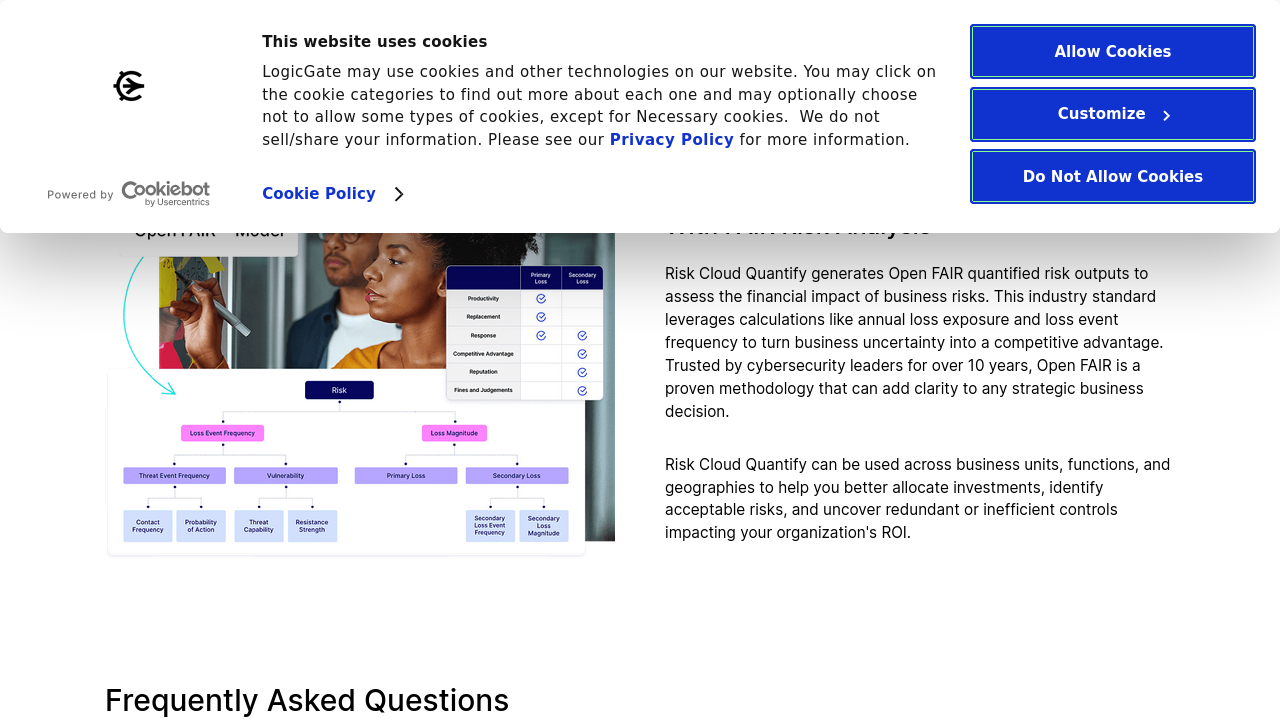 This website uses cookies
LogicGate may use cookies and other technologies on our website. You may click on
the cookie categories to find out more about each one and may optionally choose
not to allow some types of cookies, except for Necessary cookies.  We do not
sell/share your information. Please see our Privacy Policy for more information.
Cookie Policy
Powered by Cookiebot
by Usercentrics
Allow Cookies
Customize
Do Not Allow Cookies
Open FAIR™ Model
Primary Loss
Secondary Loss
Productivity
Replacement
Response
Competitive Advantage
Reputation
Fines and Judgements
Risk
Loss Event Frequency
Loss Magnitude
Threat Event Frequency
Vulnerability
Primary Loss
Secondary Loss
Contact
Frequency
Probability
of Action
Threat
Capability
Resistance
Strength
Secondary
Loss Event
Frequency
Secondary
Loss
Magnitude
With FAIR Risk Analysis
Risk Cloud Quantify generates Open FAIR quantified risk outputs to
assess the financial impact of business risks. This industry standard
leverages calculations like annual loss exposure and loss event
frequency to turn business uncertainty into a competitive advantage.
Trusted by cybersecurity leaders for over 10 years, Open FAIR is a
proven methodology that can add clarity to any strategic business
decision.
Risk Cloud Quantify can be used across business units, functions, and
geographies to help you better allocate investments, identify
acceptable risks, and uncover redundant or inefficient controls
impacting your organization's ROI.
Frequently Asked Questions